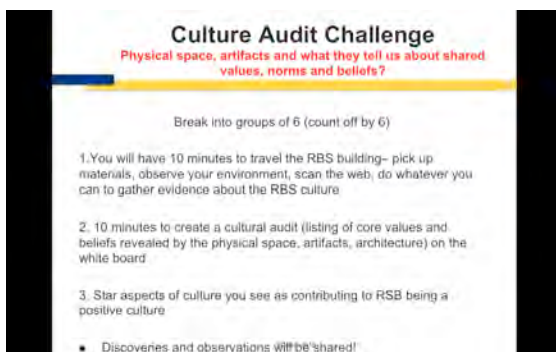 Culture Audit Challenge
Physical space, artifacts and what they tell us about shared
values, norms and beliefs?
Break into groups of 6 (count off by 6)
1.You will have 10 minutes to travel the RBS building– pick up
materials, observe your environment, scan the web, do whatever you
can to gather evidence about the RBS culture
2. 10 minutes to create a cultural audit (listing of core values and
beliefs revealed by the physical space, artifacts, architecture) on the
white board
3. Star aspects of culture you see as contributing to RSB being a
positive culture
▪ Discoveries and observations will be shared!